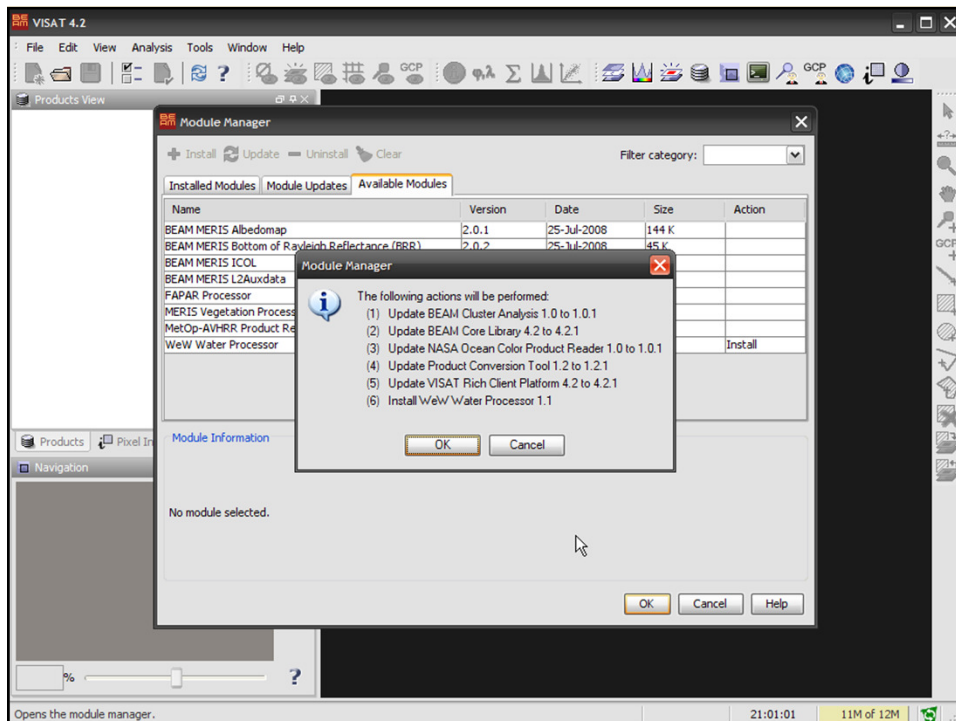 VISAT 4.2
File Edit View Analysis Tools Window Help
GCP φ,λ Σ GCP
Products View
Module Manager
Install Update Uninstall Clear Filter category:
Installed Modules Module Updates Available Modules
Name Version Date Size Action
BEAM MERIS Albedomap 2.0.1 25-Jul-2008 144 K
BEAM MERIS Bottom of Rayleigh Reflectance (BRR) 2.0.2 25-Jul-2008 45 K
BEAM MERIS ICOL
BEAM MERIS L2Auxdata
FAPAR Processor
MERIS Vegetation Process
MetOp-AVHRR Product Re
WeW Water Processor Install
Module Manager
The following actions will be performed:
(1) Update BEAM Cluster Analysis 1.0 to 1.0.1
(2) Update BEAM Core Library 4.2 to 4.2.1
(3) Update NASA Ocean Color Product Reader 1.0 to 1.0.1
(4) Update Product Conversion Tool 1.2 to 1.2.1
(5) Update VISAT Rich Client Platform 4.2 to 4.2.1
(6) Install WeW Water Processor 1.1
OK Cancel
GCP
Products Pixel In
Module Information
Navigation
No module selected.
OK Cancel Help
% ?
Opens the module manager. 21:01:01 11M of 12M